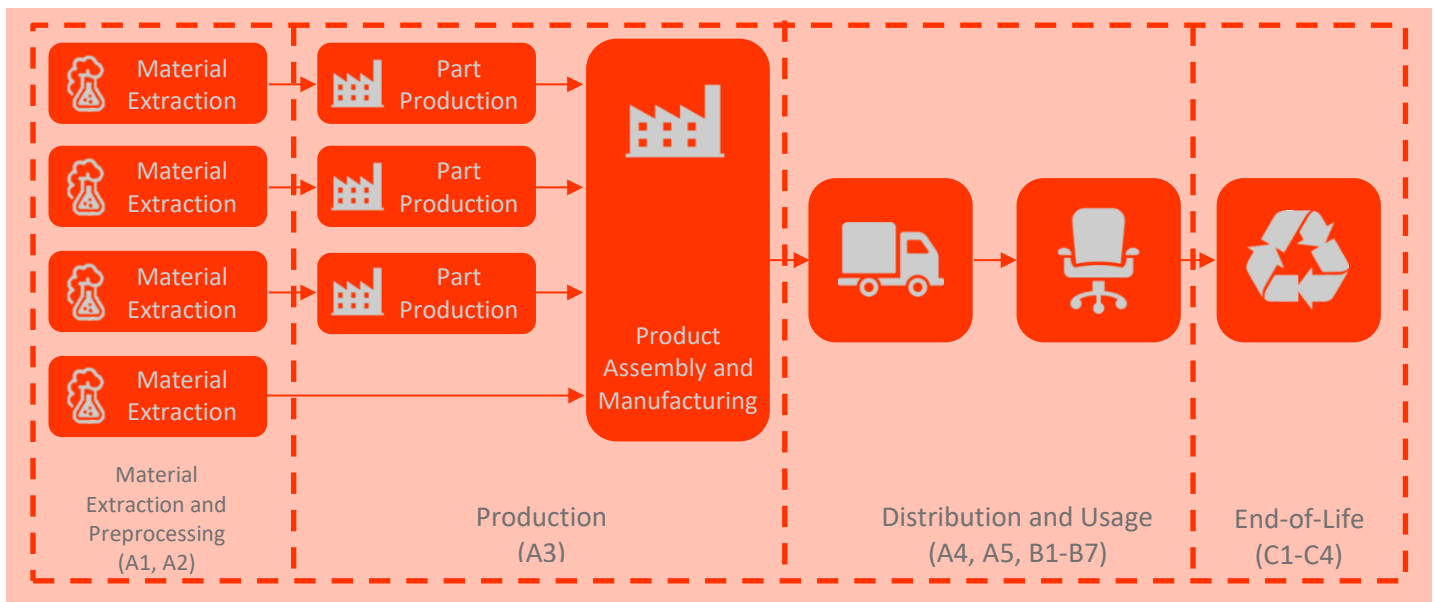 Material
Extraction
Part
Production
Material
Extraction
Part
Production
Material
Extraction
Part
Production
Material
Extraction
Product
Assembly and
Manufacturing
Material
Extraction and
Preprocessing
(A1, A2)
Production
(A3)
Distribution and Usage
(A4, A5, B1-B7)
End-of-Life
(C1-C4)